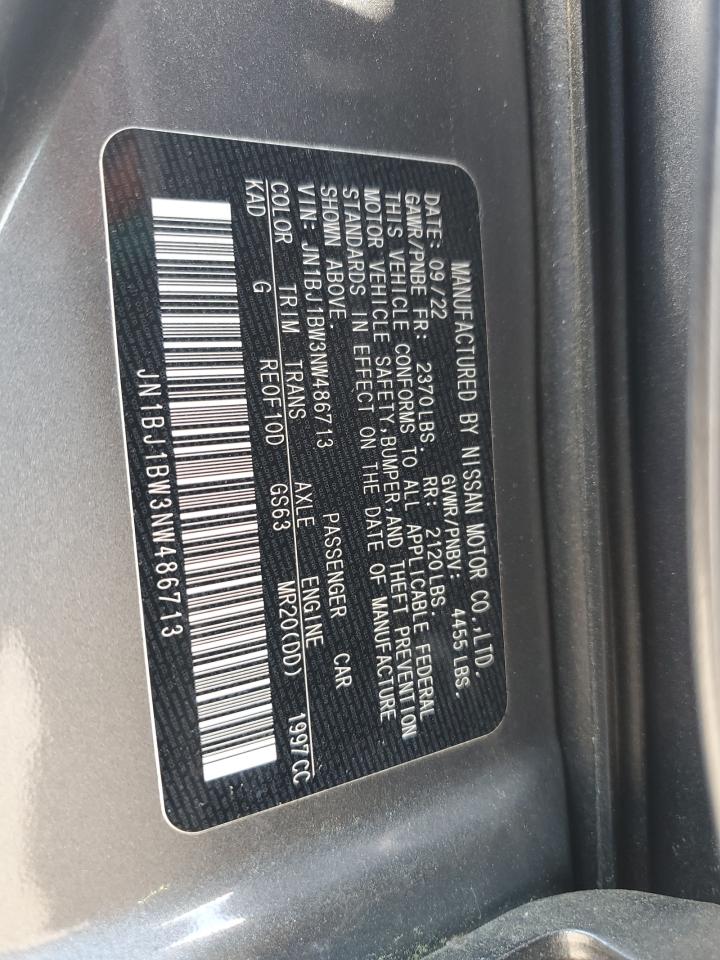 MANUFACTURED BY NISSAN MOTOR CO.,LTD.
DATE: 09/22 GVWR/PNBV: 4455 LBS.
GAWR/PNBE FR: 2370 LBS. RR: 2120 LBS.
THIS VEHICLE CONFORMS TO ALL APPLICABLE FEDERAL
MOTOR VEHICLE SAFETY,BUMPER,AND THEFT PREVENTION
STANDARDS IN EFFECT ON THE DATE OF MANUFACTURE
SHOWN ABOVE.
VIN: JN1BJ1BW3NW486713 PASSENGER CAR
COLOR TRIM TRANS AXLE ENGINE
KAD G REOF10D GS63 MR20(DD) 1997CC
JN1BJ1BW3NW486713